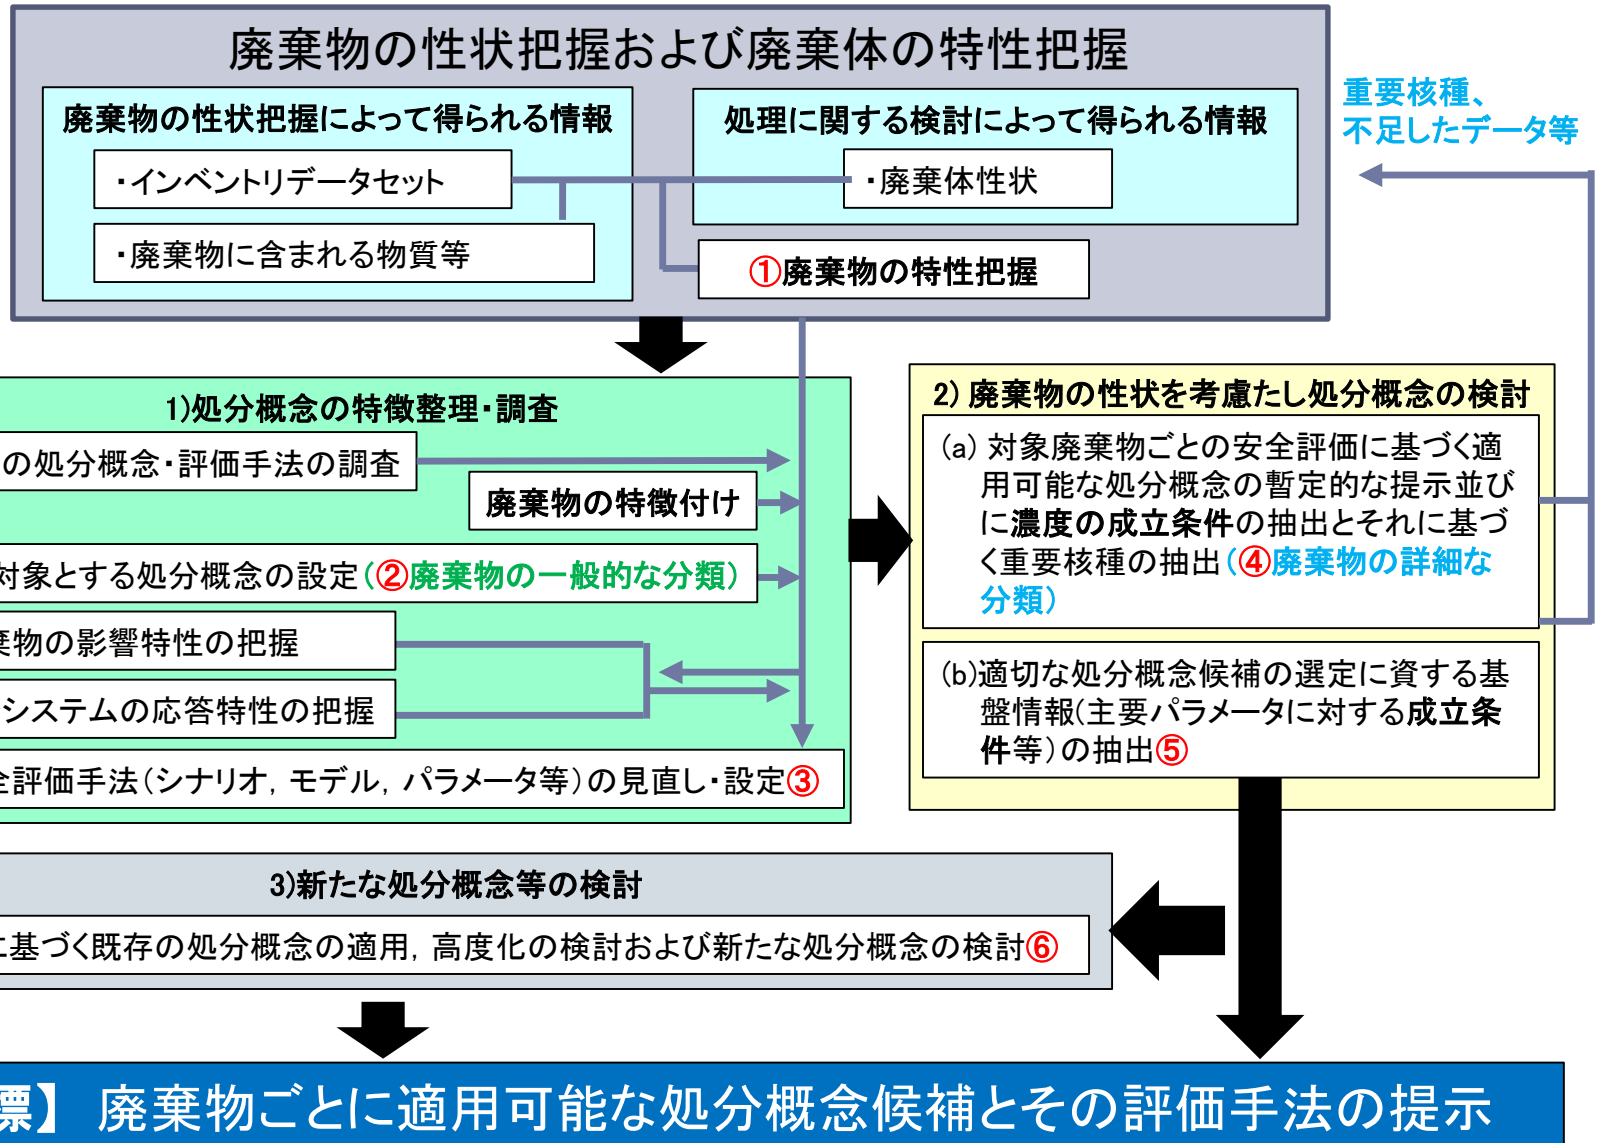 廃棄物の性状把握および廃棄体の特性把握
廃棄物の性状把握によって得られる情報
・インベントリデータセット
・廃棄物に含まれる物質等
処理に関する検討によって得られる情報
・廃棄体性状
①廃棄物の特性把握
重要核種、
不足したデータ等
1)処分概念の特徴整理・調査
の処分概念・評価手法の調査
廃棄物の特徴付け
対象とする処分概念の設定(②廃棄物の一般的な分類)
棄物の影響特性の把握
システムの応答特性の把握
全評価手法(シナリオ, モデル, パラメータ等)の見直し・設定③
2) 廃棄物の性状を考慮たし処分概念の検討
(a) 対象廃棄物ごとの安全評価に基づく適
用可能な処分概念の暫定的な提示並び
に濃度の成立条件の抽出とそれに基づ
く重要核種の抽出(④廃棄物の詳細な
分類)
(b)適切な処分概念候補の選定に資する基
盤情報(主要パラメータに対する成立条
件等)の抽出⑤
3)新たな処分概念等の検討
に基づく既存の処分概念の適用, 高度化の検討および新たな処分概念の検討⑥
標】 廃棄物ごとに適用可能な処分概念候補とその評価手法の提示